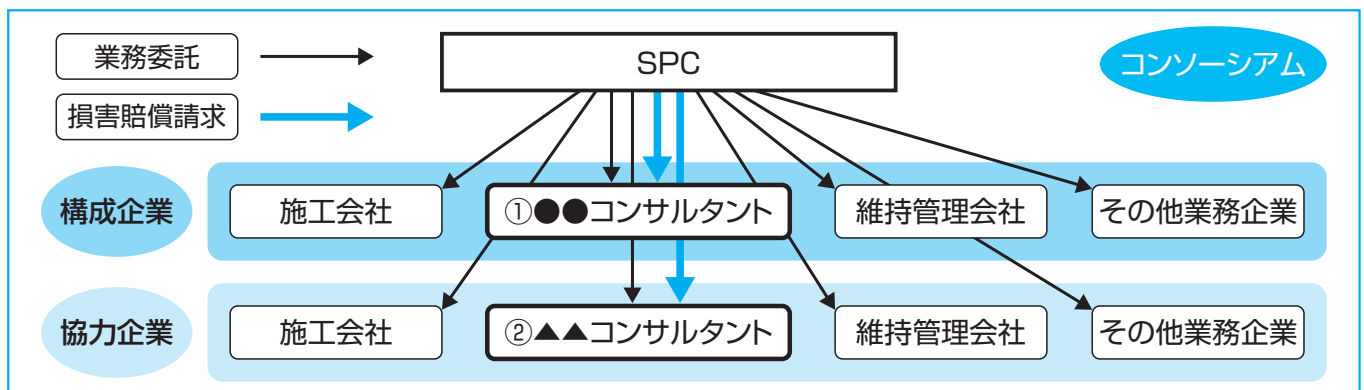 業務委託
SPC
コンソーシアム
損害賠償請求
構成企業
施工会社
①●●コンサルタント
維持管理会社
その他業務企業
協力企業
施工会社
②▲▲コンサルタント
維持管理会社
その他業務企業